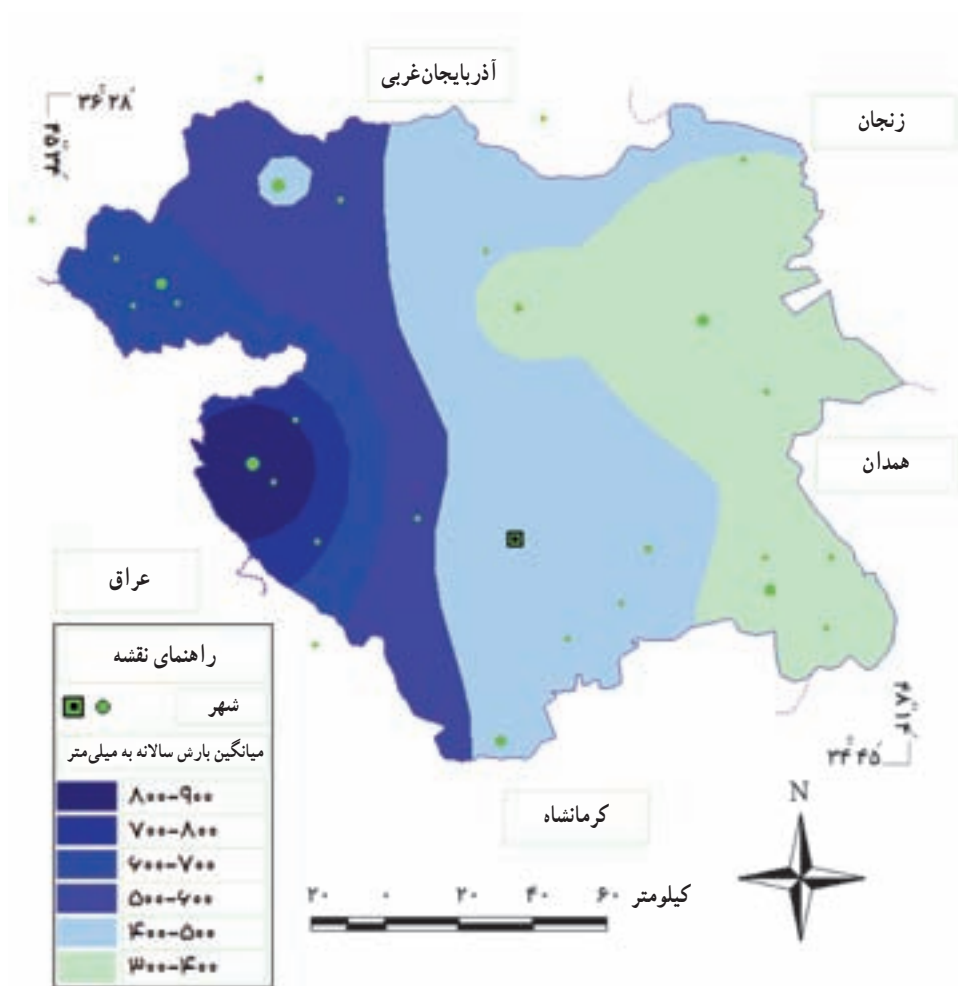 آذربایجان‌غربی
زنجان
۳۶° ۲۸′
۴۵° ۳۴′
همدان
عراق
۴۸° ۱۴′
۳۴° ۴۵′
کرمانشاه
N
راهنمای نقشه
شهر
میانگین بارش سالانه به میلی‌متر
۸۰۰-۹۰۰
۷۰۰-۸۰۰
۶۰۰-۷۰۰
۵۰۰-۶۰۰
۴۰۰-۵۰۰
۳۰۰-۴۰۰
۲۰ ۰ ۲۰ ۴۰ ۶۰ کیلومتر